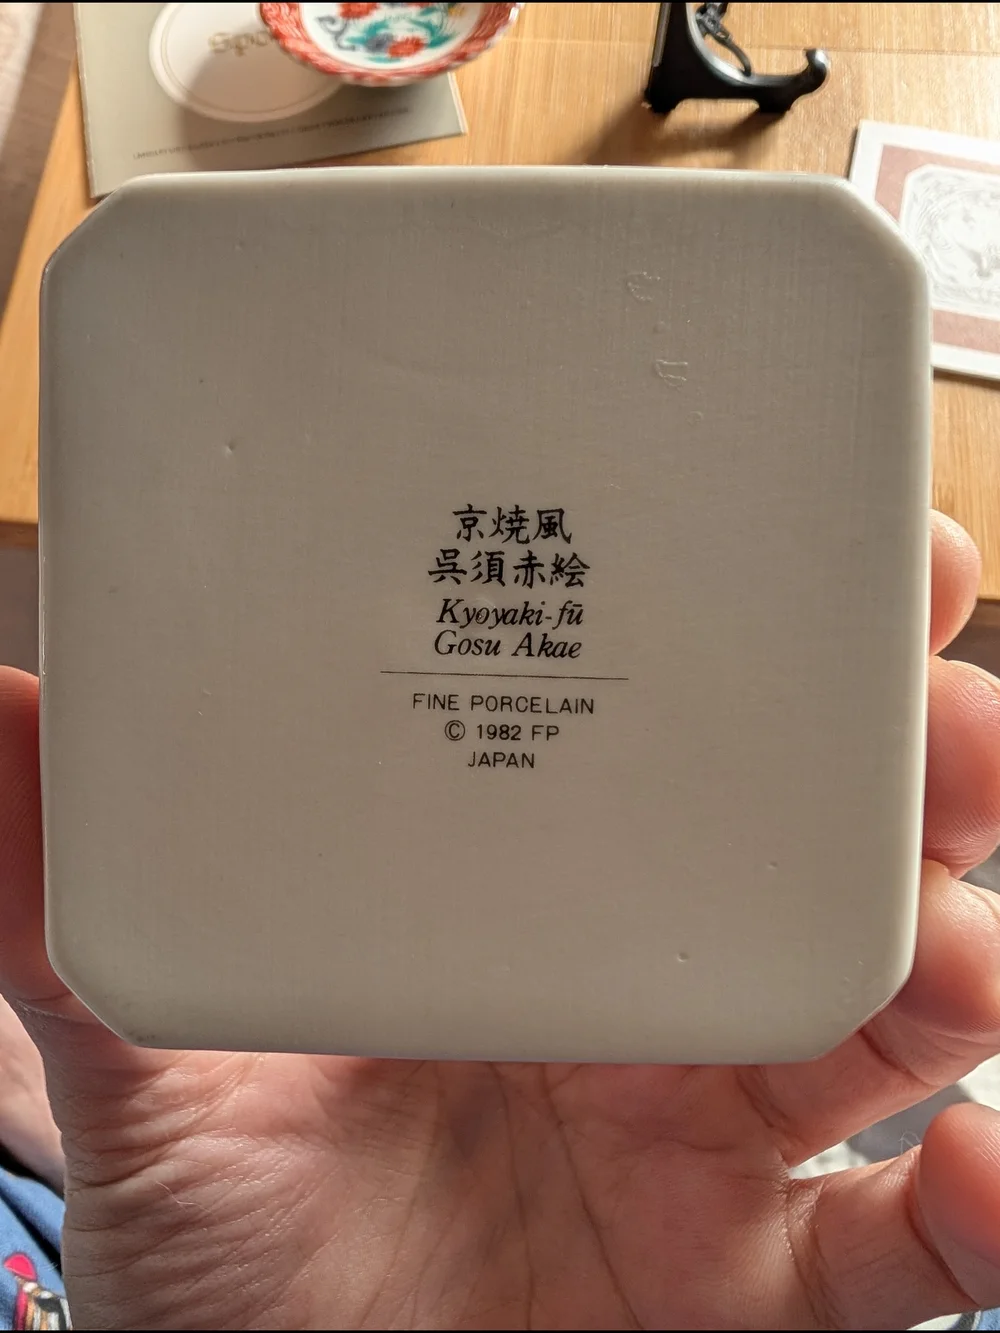 京焼風
呉須赤絵
Kyoyaki-fū
Gosu Akae
FINE PORCELAIN
© 1982 FP
JAPAN